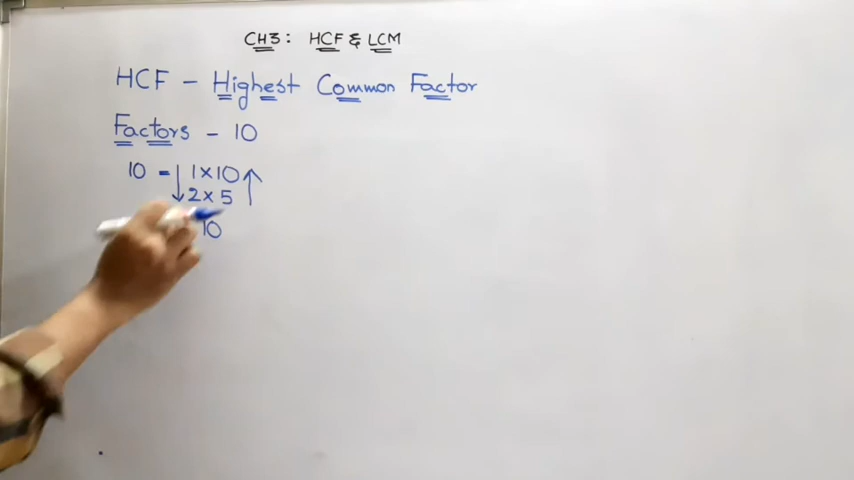 CH3: HCF & LCM
HCF - Highest Common Factor
Factors - 10
10 = ↓ 1×10 ↑
2×5
10